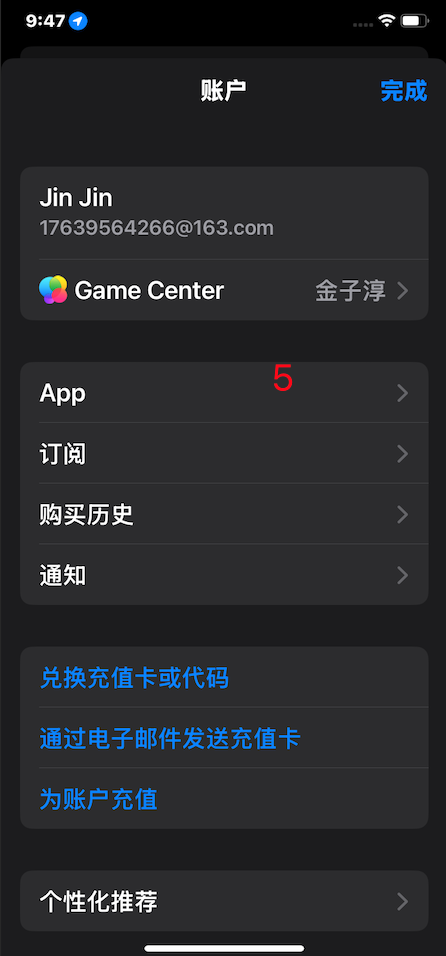 9:47
账户
完成
Jin Jin
17639564266@163.com
Game Center
金子淳
5
App
订阅
购买历史
通知
兑换充值卡或代码
通过电子邮件发送充值卡
为账户充值
个性化推荐